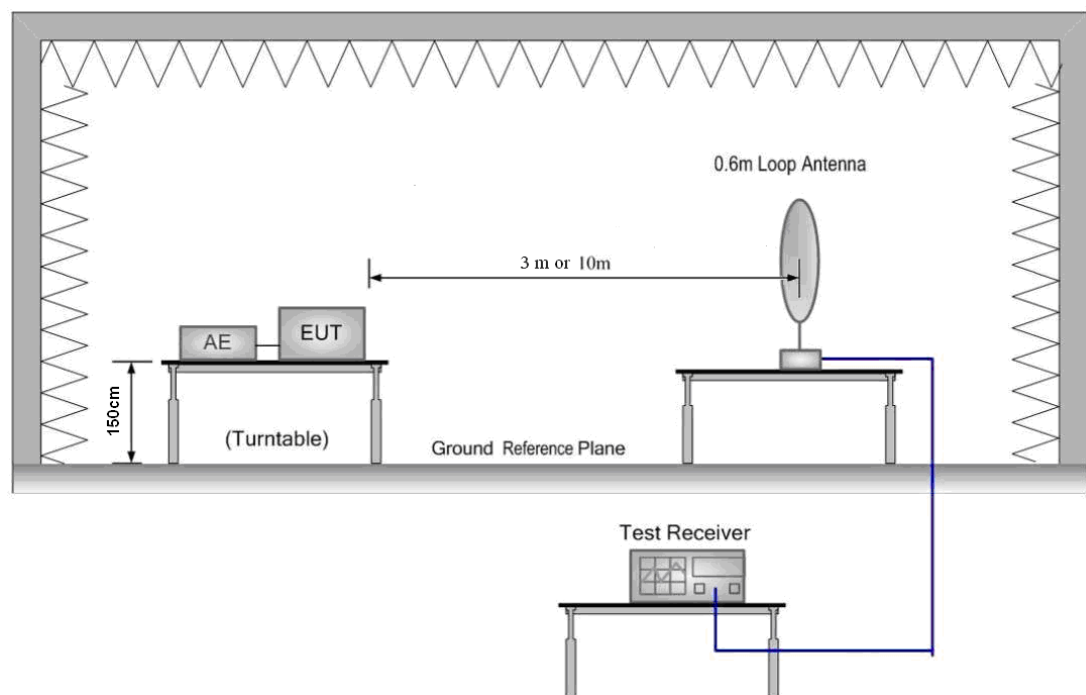 0.6m Loop Antenna
3 m or 10m
AE
EUT
150cm
(Turntable)
Ground Reference Plane
Test Receiver